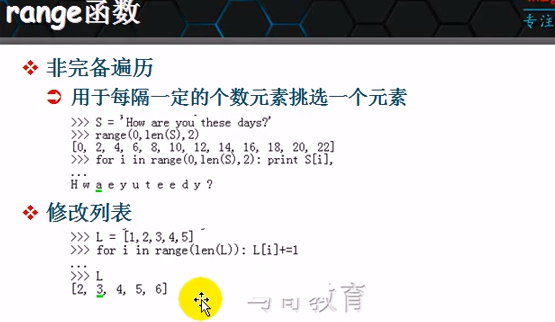 range函数
专注
非完备遍历
用于每隔一定的个数元素挑选一个元素
>>> S = 'How are you these days?'
>>> range(0,len(S),2)
[0, 2, 4, 6, 8, 10, 12, 14, 16, 18, 20, 22]
>>> for i in range(0,len(S),2): print S[i],
...
H w a e y u t e e d y ?
修改列表
>>> L = [1,2,3,4,5]
>>> for i in range(len(L)): L[i]+=1
...
>>> L
[2, 3, 4, 5, 6]
马哥教育